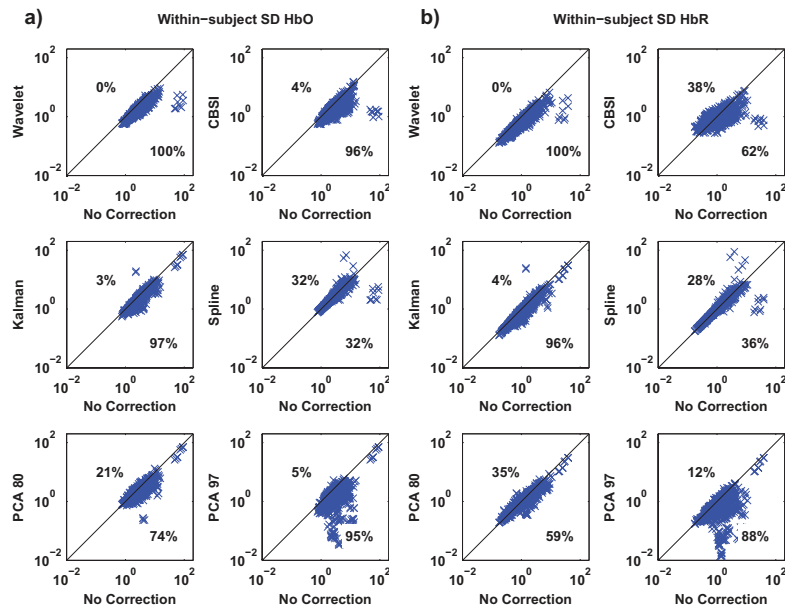 a) Within−subject SD HbO
b) Within−subject SD HbR
10^2
10^0
10^−2
Wavelet
0%
100%
10^−2 10^0 10^2
No Correction
10^2
10^0
10^−2
CBSI
4%
96%
10^−2 10^0 10^2
No Correction
10^2
10^0
10^−2
Wavelet
0%
100%
10^−2 10^0 10^2
No Correction
10^2
10^0
10^−2
CBSI
38%
62%
10^−2 10^0 10^2
No Correction
10^2
10^0
10^−2
Kalman
3%
97%
10^−2 10^0 10^2
No Correction
10^2
10^0
10^−2
Spline
32%
32%
10^−2 10^0 10^2
No Correction
10^2
10^0
10^−2
Kalman
4%
96%
10^−2 10^0 10^2
No Correction
10^2
10^0
10^−2
Spline
28%
36%
10^−2 10^0 10^2
No Correction
10^2
10^0
10^−2
PCA 80
21%
74%
10^−2 10^0 10^2
No Correction
10^2
10^0
10^−2
PCA 97
5%
95%
10^−2 10^0 10^2
No Correction
10^2
10^0
10^−2
PCA 80
35%
59%
10^−2 10^0 10^2
No Correction
10^2
10^0
10^−2
PCA 97
12%
88%
10^−2 10^0 10^2
No Correction